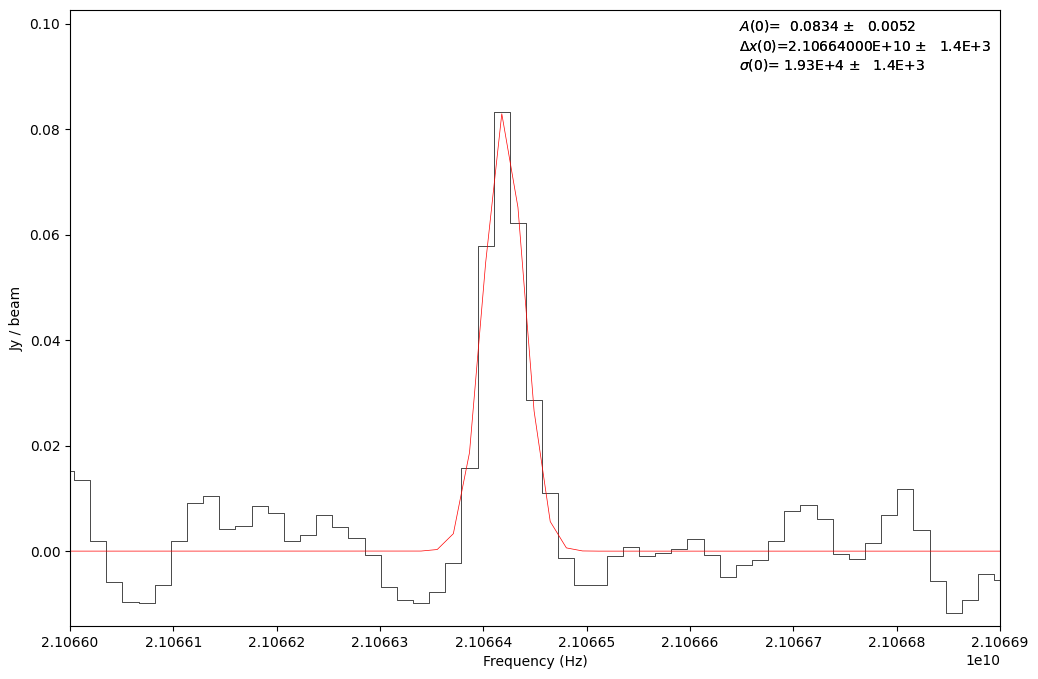 0.10
0.08
0.06
0.04
0.02
0.00
Jy / beam
A(0)= 0.0834 ± 0.0052
Δx(0)=2.10664000E+10 ± 1.4E+3
σ(0)= 1.93E+4 ± 1.4E+3
2.10660 2.10661 2.10662 2.10663 2.10664 2.10665 2.10666 2.10667 2.10668 2.10669
Frequency (Hz)
1e10